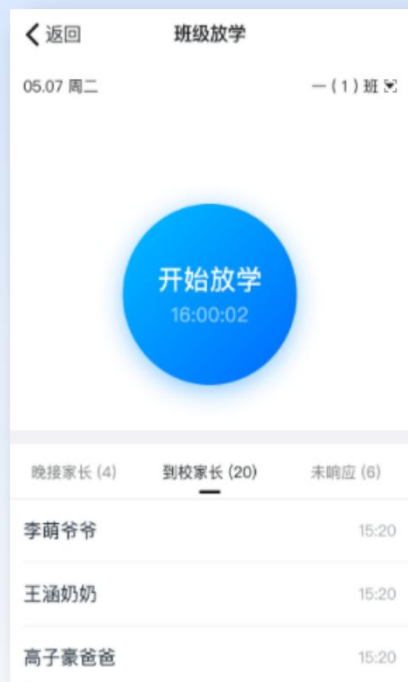 返回 班级放学
05.07 周二 一 ( 1 ) 班
开始放学
16:00:02
晚接家长 (4) 到校家长 (20) 未响应 (6)
李萌爷爷 15:20
王涵奶奶 15:20
高子豪爸爸 15:20